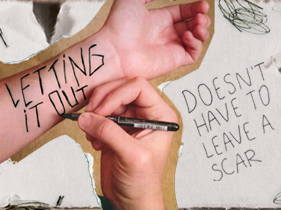 LETTING
IT OUT
DOESN'T
HAVE TO
LEAVE A
SCAR